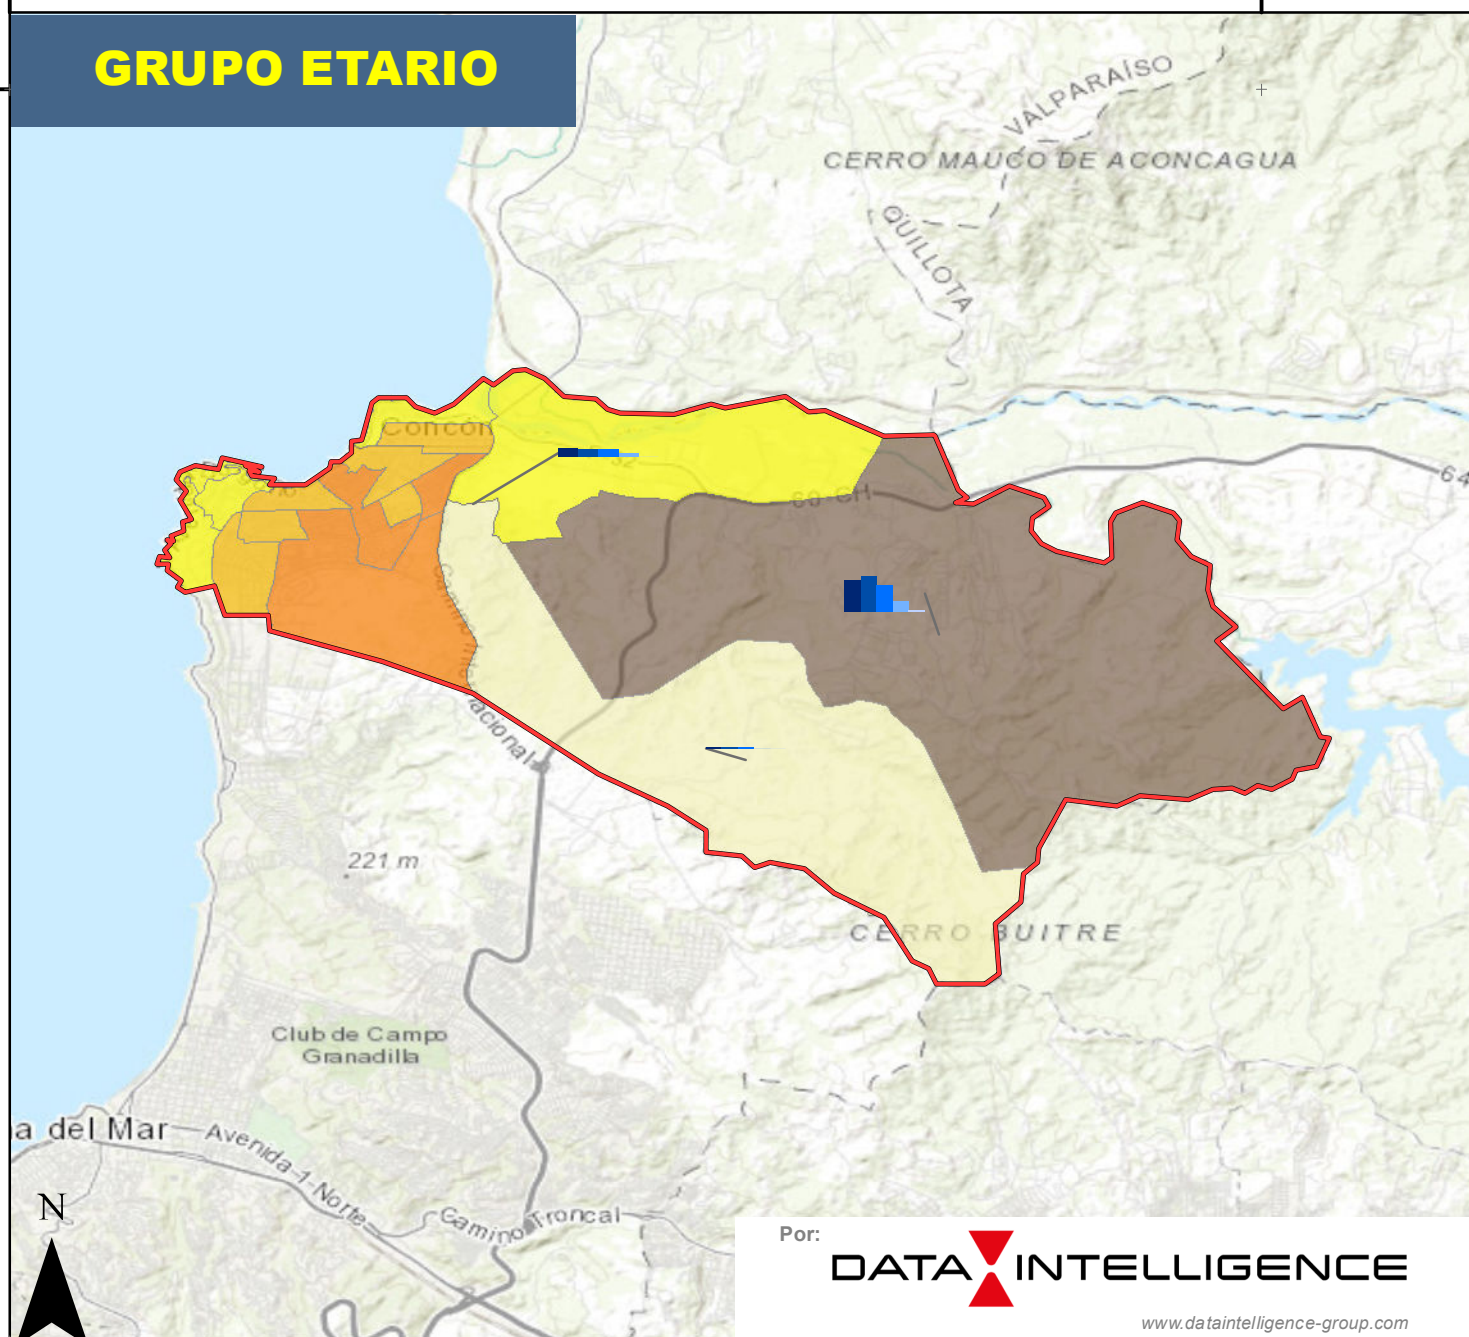 GRUPO ETARIO
VALPARAÍSO
CERRO MAUCO DE ACONCAGUA
QUILLOTA
Concón
60-CH
64
acional
221 m
CERRO BUITRE
Club de Campo
Granadilla
a del Mar
Avenida 1 Norte
Camino Troncal
N
Por:
DATA INTELLIGENCE
www.dataintelligence-group.com